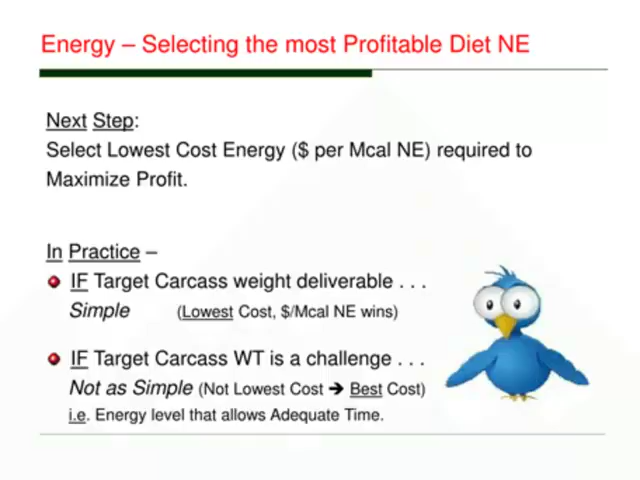 Energy – Selecting the most Profitable Diet NE
Next Step:
Select Lowest Cost Energy ($ per Mcal NE) required to
Maximize Profit.
In Practice –
IF Target Carcass weight deliverable . . .
Simple (Lowest Cost, $/Mcal NE wins)
IF Target Carcass WT is a challenge . . .
Not as Simple (Not Lowest Cost ➔ Best Cost)
i.e. Energy level that allows Adequate Time.